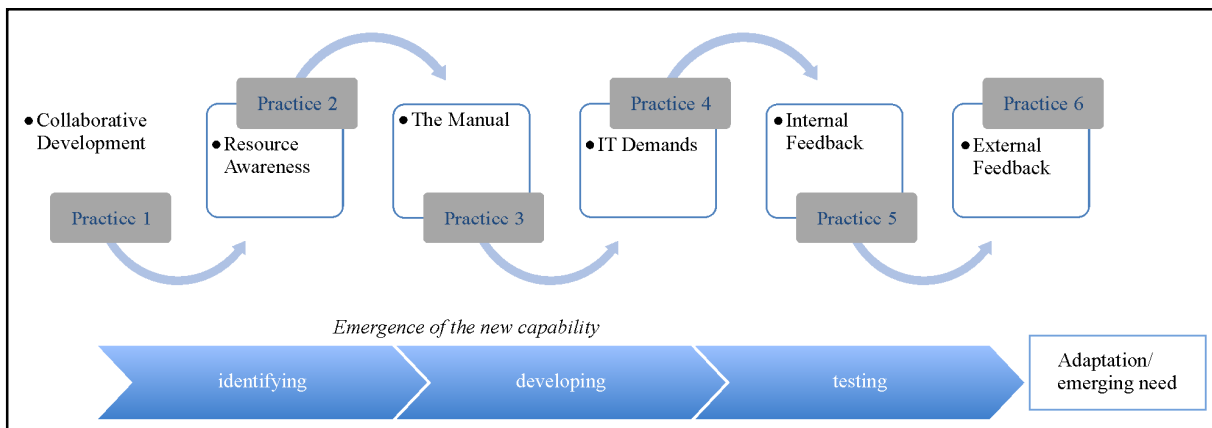 Practice 1
● Collaborative
Development
Practice 2
● Resource
Awareness
● The Manual
Practice 3
Practice 4
● IT Demands
● Internal
Feedback
Practice 5
Practice 6
● External
Feedback
Emergence of the new capability
identifying
developing
testing
Adaptation/
emerging need